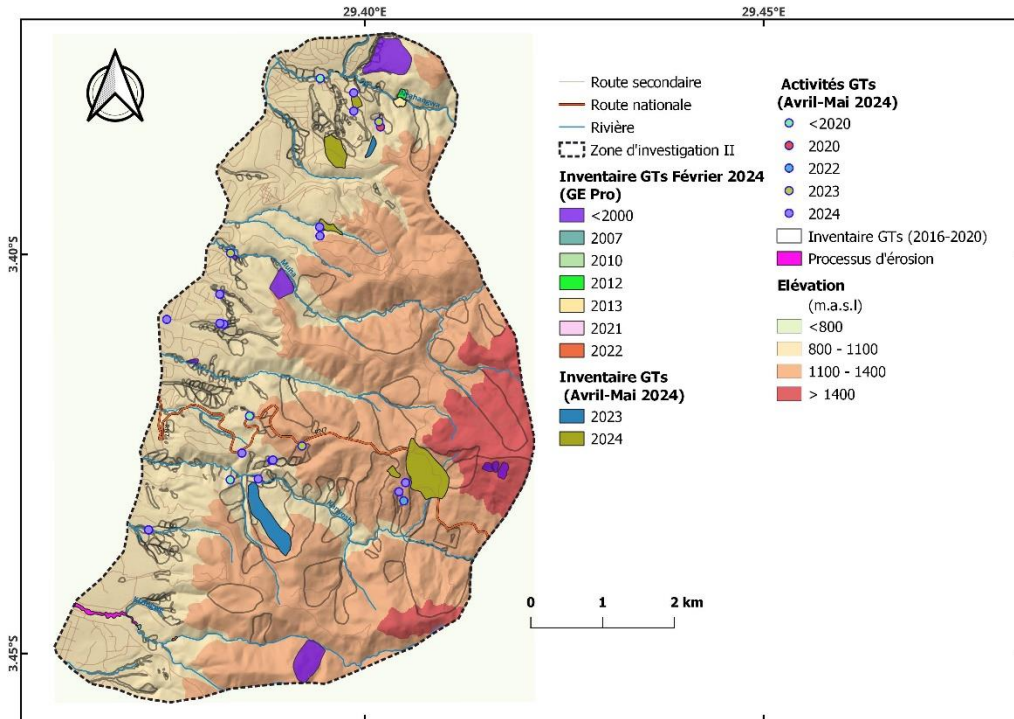 29.40°E
29.45°E
3.40°S
3.45°S
Route secondaire
Route nationale
Rivière
Zone d'investigation II
Inventaire GTs Février 2024
(GE Pro)
<2000
2007
2010
2012
2013
2021
2022
Inventaire GTs
(Avril-Mai 2024)
2023
2024
Activités GTs
(Avril-Mai 2024)
<2020
2020
2022
2023
2024
Inventaire GTs (2016-2020)
Processus d'érosion
Elévation
(m.a.s.l)
<800
800 - 1100
1100 - 1400
> 1400
0 1 2 km